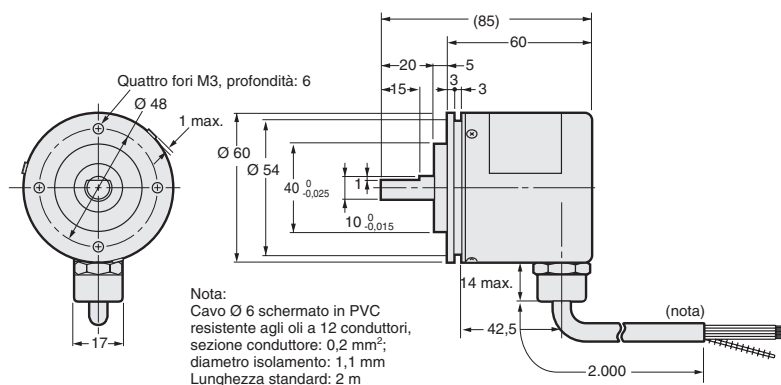 (85)
60
20
5
3
15
3
Quattro fori M3, profondità: 6
Ø 48
1 max.
Ø 60
Ø 54
40 0 -0,025
1
10 0 -0,015
14 max.
Nota:
Cavo Ø 6 schermato in PVC
resistente agli oli a 12 conduttori,
sezione conduttore: 0,2 mm²;
diametro isolamento: 1,1 mm
Lunghezza standard: 2 m
42,5
(nota)
17
2.000